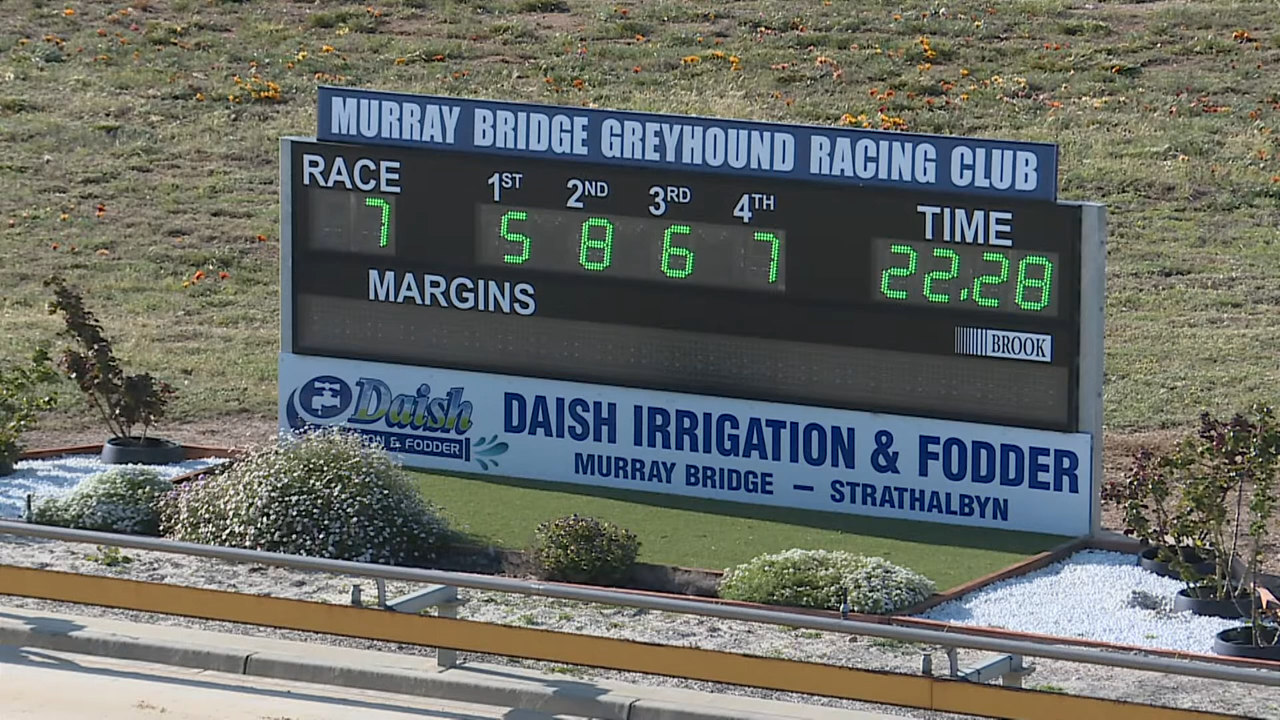 MURRAY BRIDGE GREYHOUND RACING CLUB
RACE 1ST 2ND 3RD 4TH TIME
7 5 8 6 7 22.28
MARGINS
BROOK
Daish
& FODDER
DAISH IRRIGATION & FODDER
MURRAY BRIDGE – STRATHALBYN